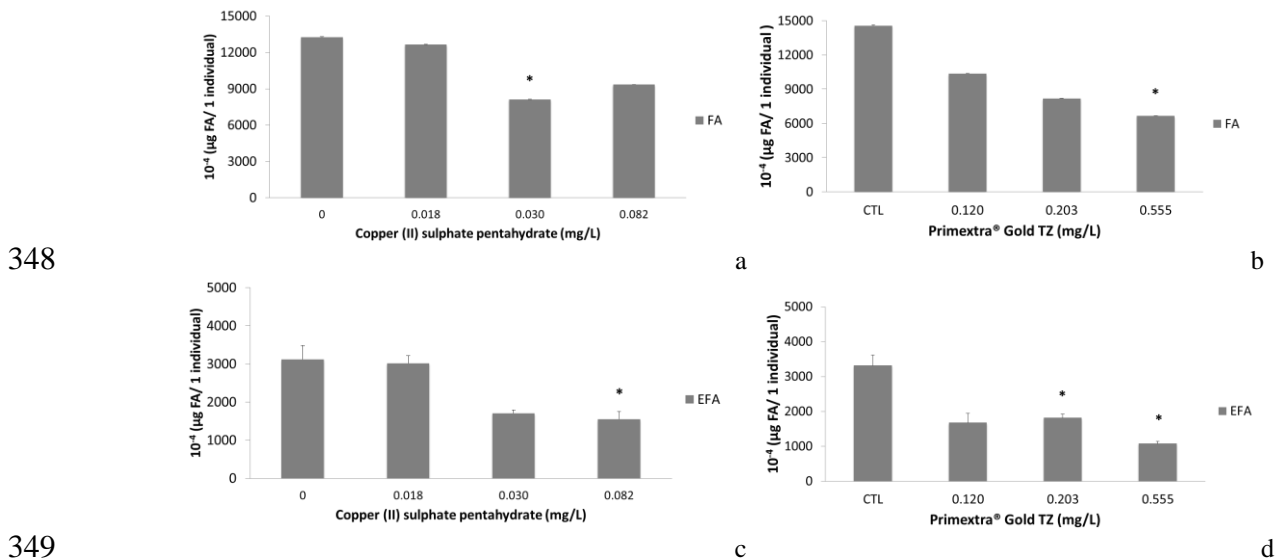 15000
12000
9000
6000
3000
0
10⁻⁴ (µg FA/ 1 individual)
*
FA
0 0.018 0.030 0.082
Copper (II) sulphate pentahydrate (mg/L)
348 a
15000
12000
9000
6000
3000
0
10⁻⁴ (µg FA/ 1 individual )
*
FA
CTL 0.120 0.203 0.555
Primextra® Gold TZ (mg/L)
b
5000
4000
3000
2000
1000
0
10⁻⁴ (µg FA/ 1 individual)
*
EFA
0 0.018 0.030 0.082
Copper (II) sulphate pentahydrate (mg/L)
349 c
5000
4000
3000
2000
1000
0
10⁻⁴ (µg FA/ 1 individual)
* *
EFA
CTL 0.120 0.203 0.555
Primextra® Gold TZ (mg/L)
d